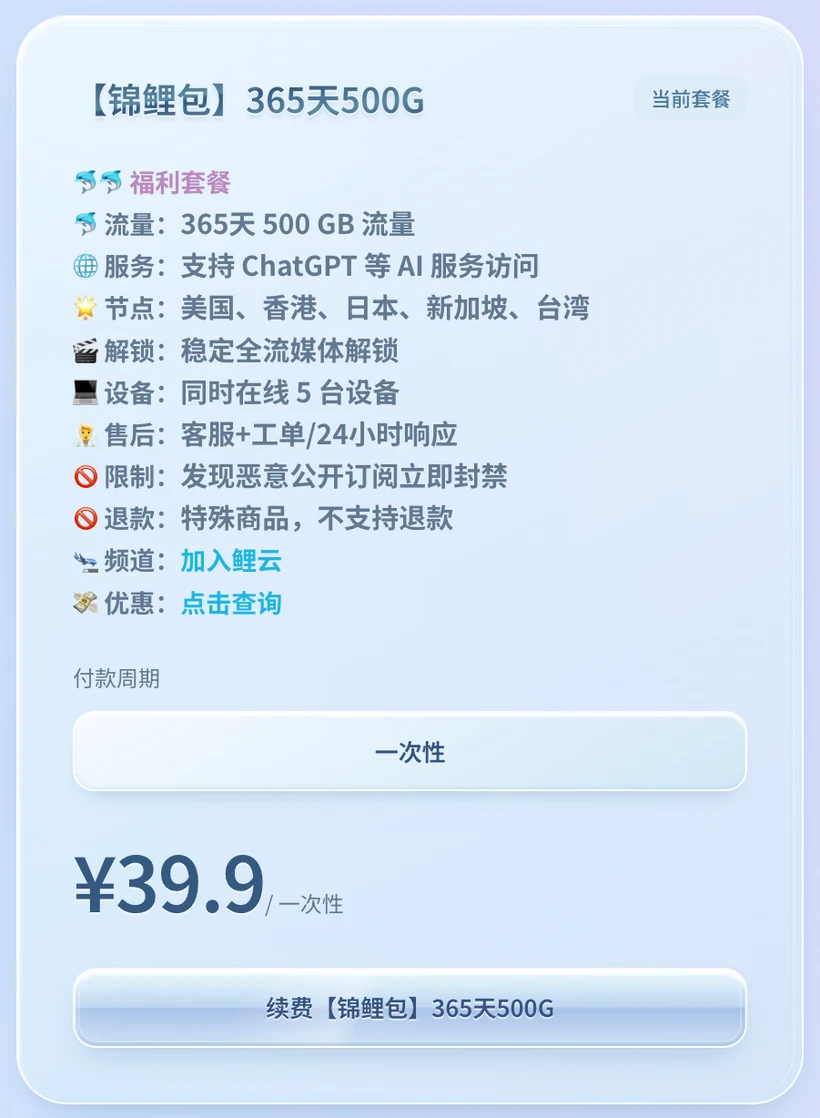 【锦鲤包】365天500G
当前套餐
🐬🐬 福利套餐
🐬 流量：365天 500 GB 流量
🌐 服务：支持 ChatGPT 等 AI 服务访问
🌟 节点：美国、香港、日本、新加坡、台湾
🎬 解锁：稳定全流媒体解锁
💻 设备：同时在线 5 台设备
🧑‍💼 售后：客服+工单/24小时响应
🚫 限制：发现恶意公开订阅立即封禁
🚫 退款：特殊商品，不支持退款
🛬 频道：加入鲤云
💸 优惠：点击查询
付款周期
一次性
¥39.9 / 一次性
续费【锦鲤包】365天500G